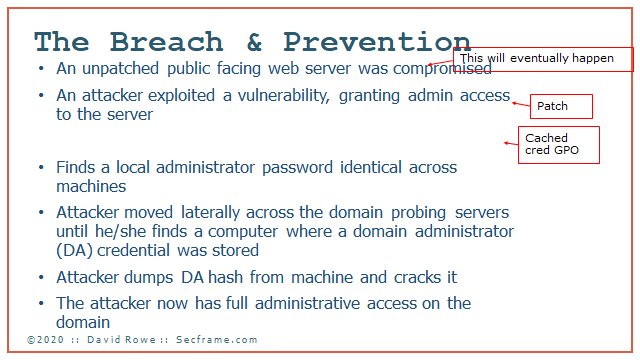 The Breach & Prevention
This will eventually happen
• An unpatched public facing web server was compromised
• An attacker exploited a vulnerability, granting admin access
to the server
Patch
Cached
cred GPO
• Finds a local administrator password identical across
machines
• Attacker moved laterally across the domain probing servers
until he/she finds a computer where a domain administrator
(DA) credential was stored
• Attacker dumps DA hash from machine and cracks it
• The attacker now has full administrative access on the
domain
©2020 :: David Rowe :: Secframe.com